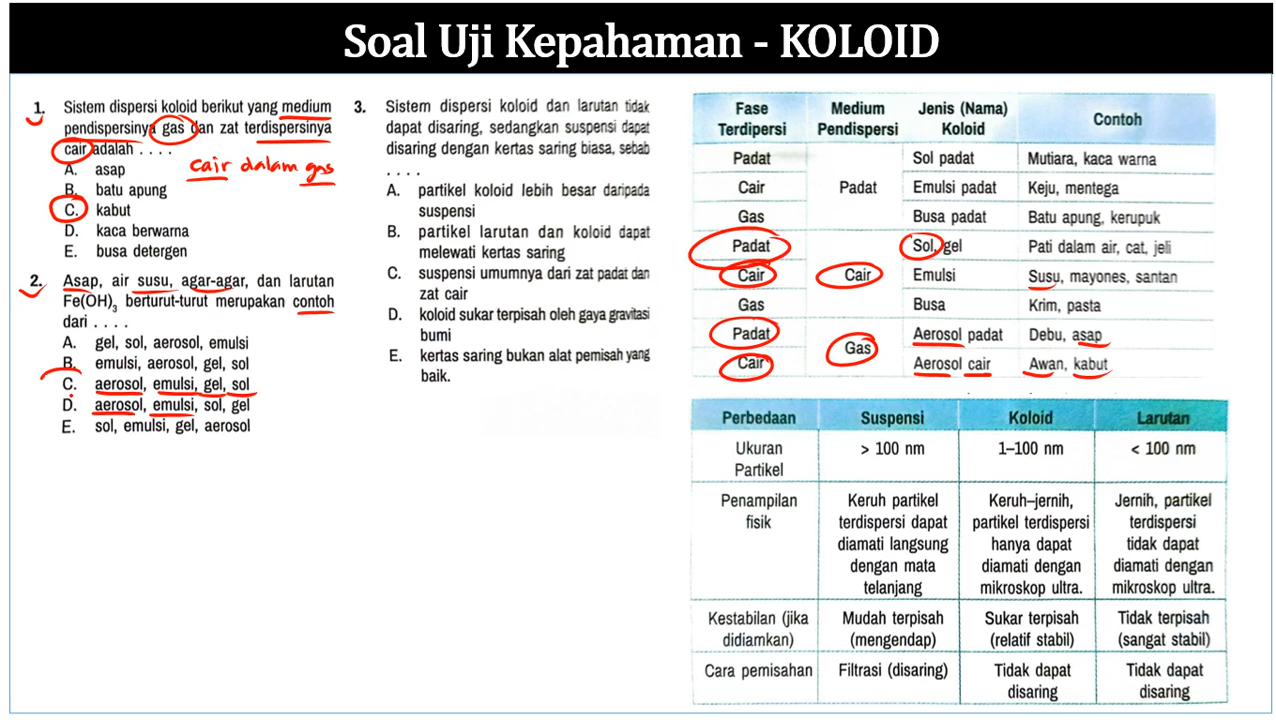 Soal Uji Kepahaman - KOLOID
1. Sistem dispersi koloid berikut yang medium
pendispersinya gas dan zat terdispersinya
cair adalah . . . .
cair dalam gas
A. asap
B. batu apung
C. kabut
D. kaca berwarna
E. busa detergen
2. Asap, air susu, agar-agar, dan larutan
Fe(OH)₃ berturut-turut merupakan contoh
dari . . . .
A. gel, sol, aerosol, emulsi
B. emulsi, aerosol, gel, sol
C. aerosol, emulsi, gel, sol
D. aerosol, emulsi, sol, gel
E. sol, emulsi, gel, aerosol
3. Sistem dispersi koloid dan larutan tidak
dapat disaring, sedangkan suspensi dapat
disaring dengan kertas saring biasa, sebab
. . . .
A. partikel koloid lebih besar daripada
suspensi
B. partikel larutan dan koloid dapat
melewati kertas saring
C. suspensi umumnya dari zat padat dan
zat cair
D. koloid sukar terpisah oleh gaya gravitasi
bumi
E. kertas saring bukan alat pemisah yang
baik.
Fase Terdipersi Medium Pendispersi Jenis (Nama) Koloid Contoh
Padat Sol padat Mutiara, kaca warna
Cair Padat Emulsi padat Keju, mentega
Gas Busa padat Batu apung, kerupuk
Padat Sol, gel Pati dalam air, cat, jeli
Cair Cair Emulsi Susu, mayones, santan
Gas Busa Krim, pasta
Padat Aerosol padat Debu, asap
Gas
Cair Aerosol cair Awan, kabut
Perbedaan Suspensi Koloid Larutan
Ukuran > 100 nm 1–100 nm < 100 nm
Partikel
Penampilan Keruh partikel Keruh–jernih, Jernih, partikel
fisik terdispersi dapat partikel terdispersi terdispersi
diamati langsung hanya dapat tidak dapat
dengan mata diamati dengan diamati dengan
telanjang mikroskop ultra. mikroskop ultra.
Kestabilan (jika Mudah terpisah Sukar terpisah Tidak terpisah
didiamkan) (mengendap) (relatif stabil) (sangat stabil)
Cara pemisahan Filtrasi (disaring) Tidak dapat Tidak dapat
disaring disaring